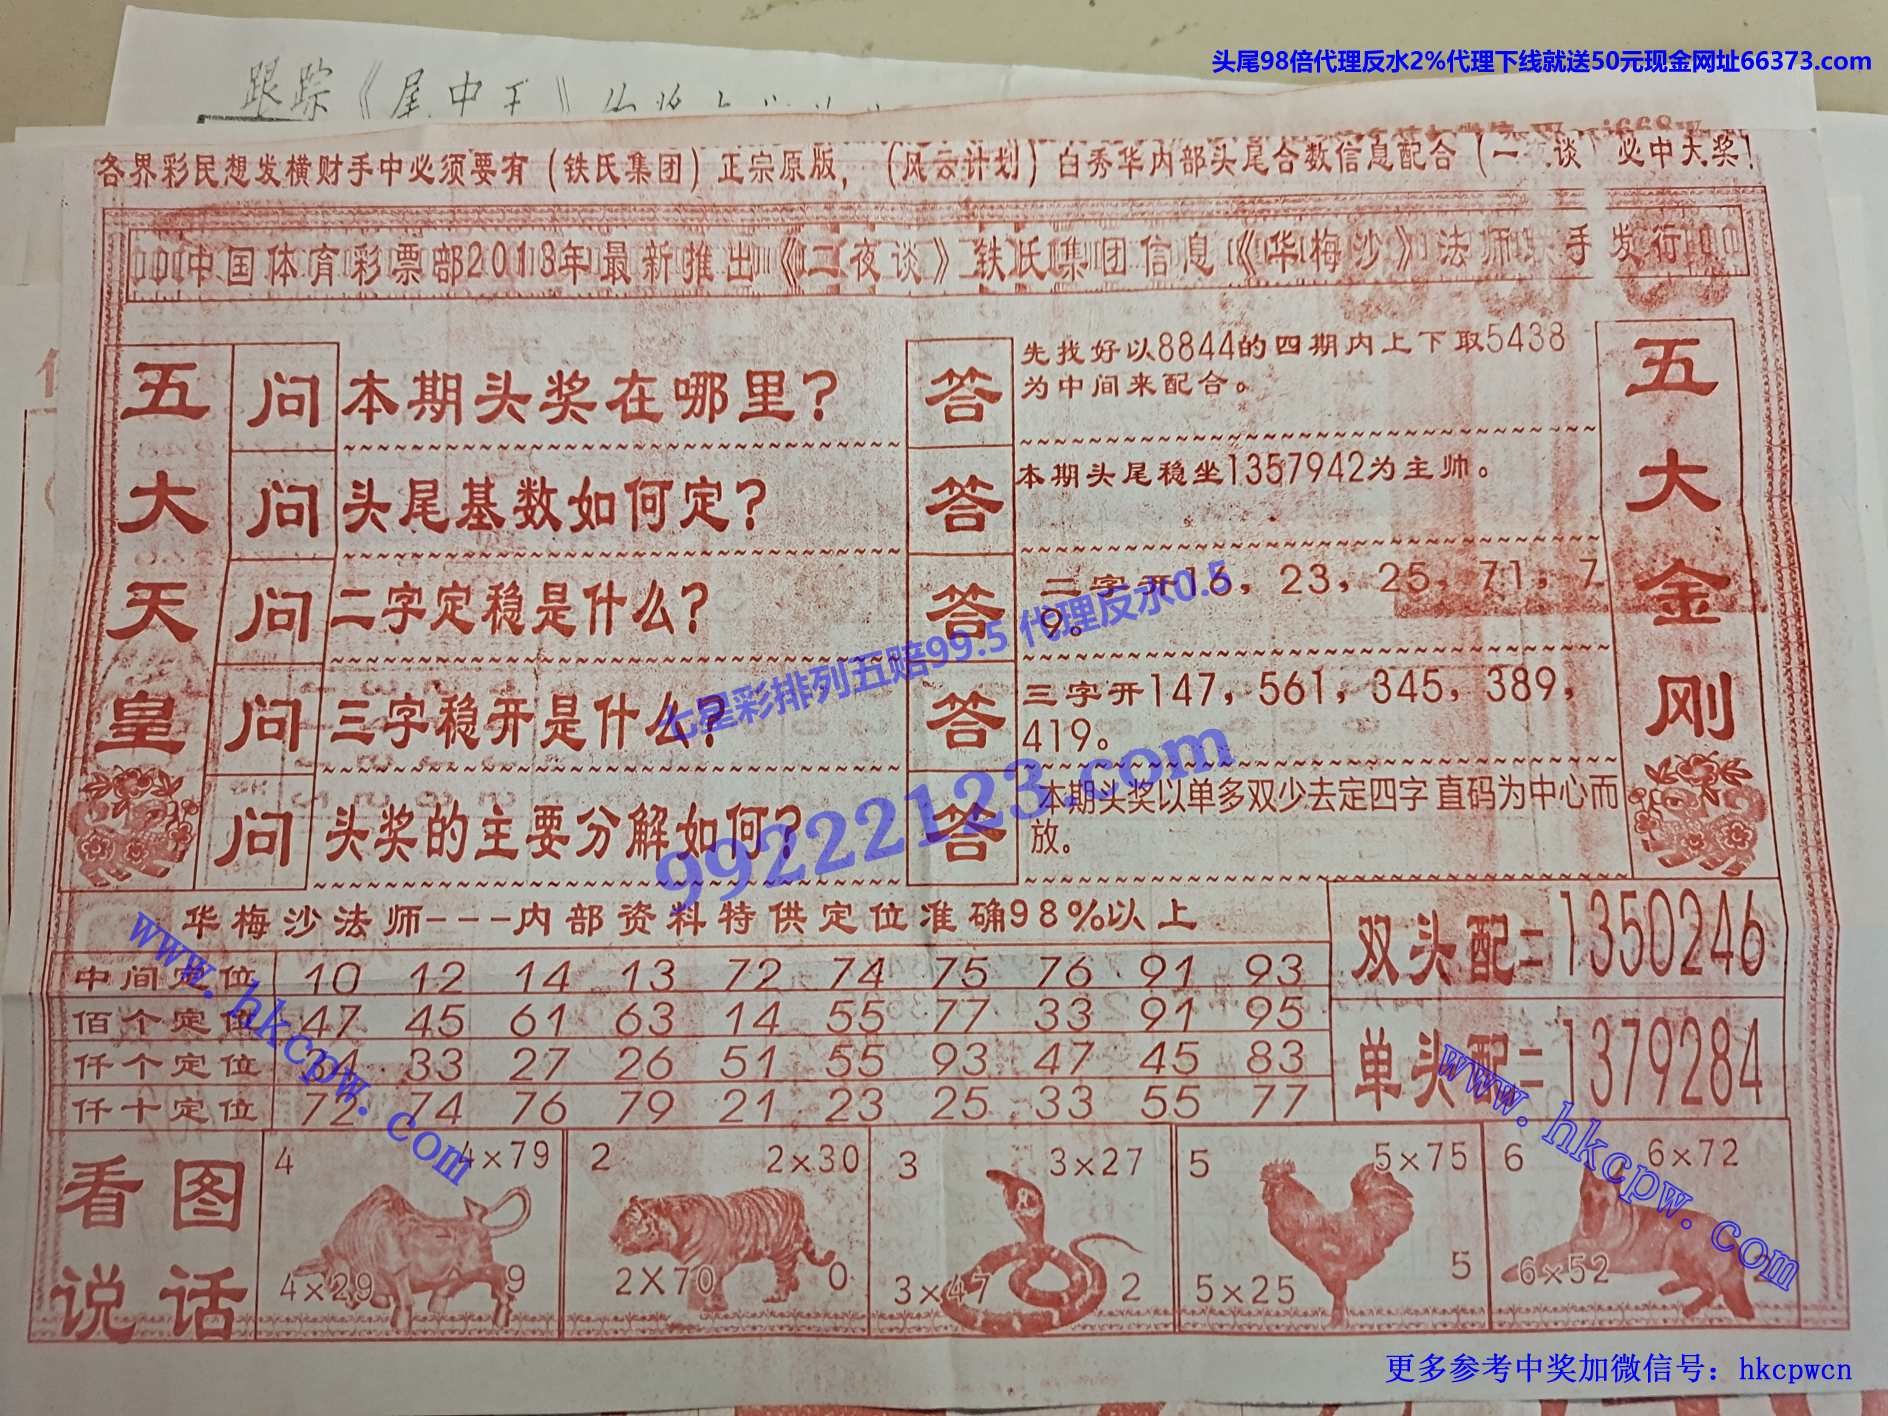 头尾98倍代理反水2%代理下线就送50元现金网址66373.com
跟踪《尾中王》
各界彩民想发横财手中必须要有（铁氏集团）正宗原版，（风云计划）白秀华内部头尾合数信息配合（一 谈）必中大奖！
中国体育彩票部2018年最新推出《二夜谈》铁氏集团信息《华梅沙》法师联手发行
五大天皇
问 本期头奖在哪里？
答 先找好以8844的四期内上下取5438
为中间来配合。
问 头尾基数如何定？
答 本期头尾稳坐1357942为主帅。
问 二字定稳是什么？
答 二字开16，23，25，71，7
9。
问 三字稳开是什么？
答 三字开147，561，345，389，
419。
问 头奖的主要分解如何？
答 本期头奖以单多双少去定四字直码为中心而
放。
五大金刚
七星彩排列五赔99.5 代理反水0.5
99222123.com
华梅沙法师---内部资料特供定位准确98%以上
中间定位 10 12 14 13 72 74 75 76 91 93
佰个定位 47 45 61 63 14 55 77 33 91 95
仟个定位 34 33 27 26 51 55 93 47 45 83
仟十定位 72 74 76 79 21 23 25 33 55 77
双头配=1350246
单头配=1379284
www.hkcpw.com
www.hkcpw.com
看图
说话
4 4×79
4×29 9
2 2×30
2X70 0
3 3×27
3×47 2
5 5×75
5×25 5
6 6×72
6×52 2
更多参考中奖加微信号：hkcpwcn